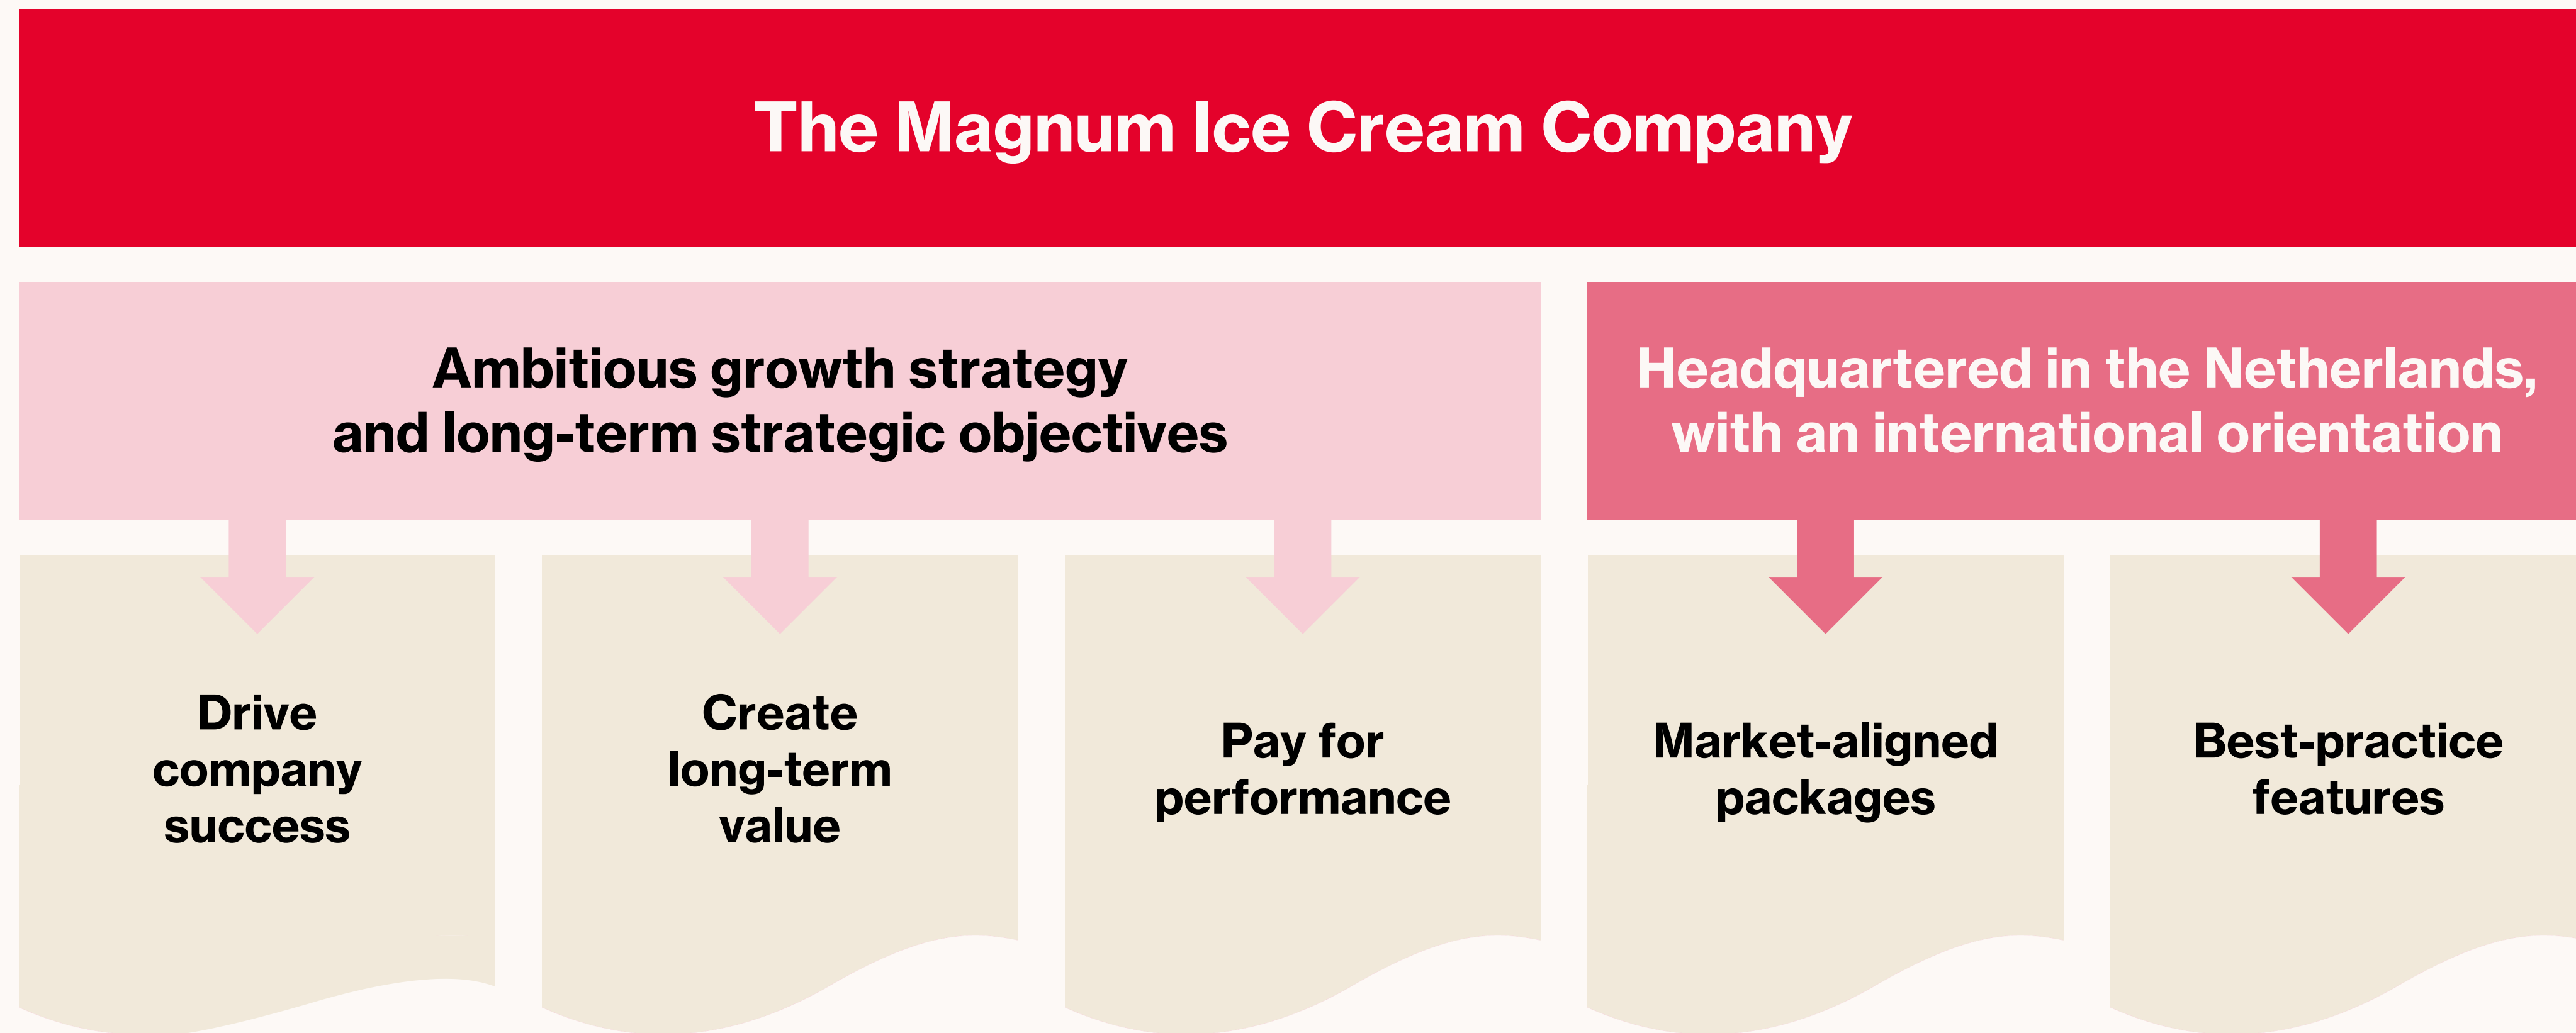 The Magnum Ice Cream Company
Ambitious growth strategy
and long-term strategic objectives
Headquartered in the Netherlands,
with an international orientation
Drive
company
success
Create
long-term
value
Pay for
performance
Market-aligned
packages
Best-practice
features